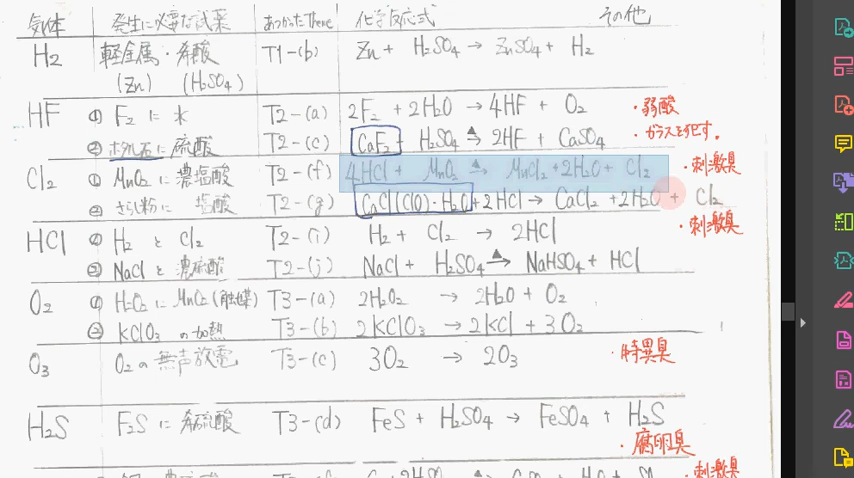 気体 発生に必要な試薬 あつかったTheme 化学反応式 その他
H2 軽金属・希酸 T1-(b) Zn + H2SO4 → ZnSO4 + H2
(Zn) (H2SO4)
HF ① F2 に 水 T2-(a) 2F2 + 2H2O → 4HF + O2 ・弱酸
② ホタル石に硫酸 T2-(c) CaF2 + H2SO4 → 2HF + CaSO4 ・ガラスを犯す。
Cl2 ① MnO2 に濃塩酸 T2-(f) 4HCl + MnO2 → MnCl2 + 2H2O + Cl2 ・刺激臭
② さらし粉に 塩酸 T2-(g) CaCl(ClO)・H2O + 2HCl → CaCl2 + 2H2O + Cl2
HCl ① H2 と Cl2 T2-(i) H2 + Cl2 → 2HCl ・刺激臭
② NaCl と濃硫酸 T2-(j) NaCl + H2SO4 → NaHSO4 + HCl
O2 ① H2O2 に MnO2 (触媒) T3-(a) 2H2O2 → 2H2O + O2
② KClO3 の加熱 T3-(b) 2KClO3 → 2KCl + 3O2
O3 O2 の無声放電 T3-(c) 3O2 → 2O3 ・特異臭
H2S F2S に希硫酸 T3-(d) FeS + H2SO4 → FeSO4 + H2S
・腐卵臭
・刺激臭